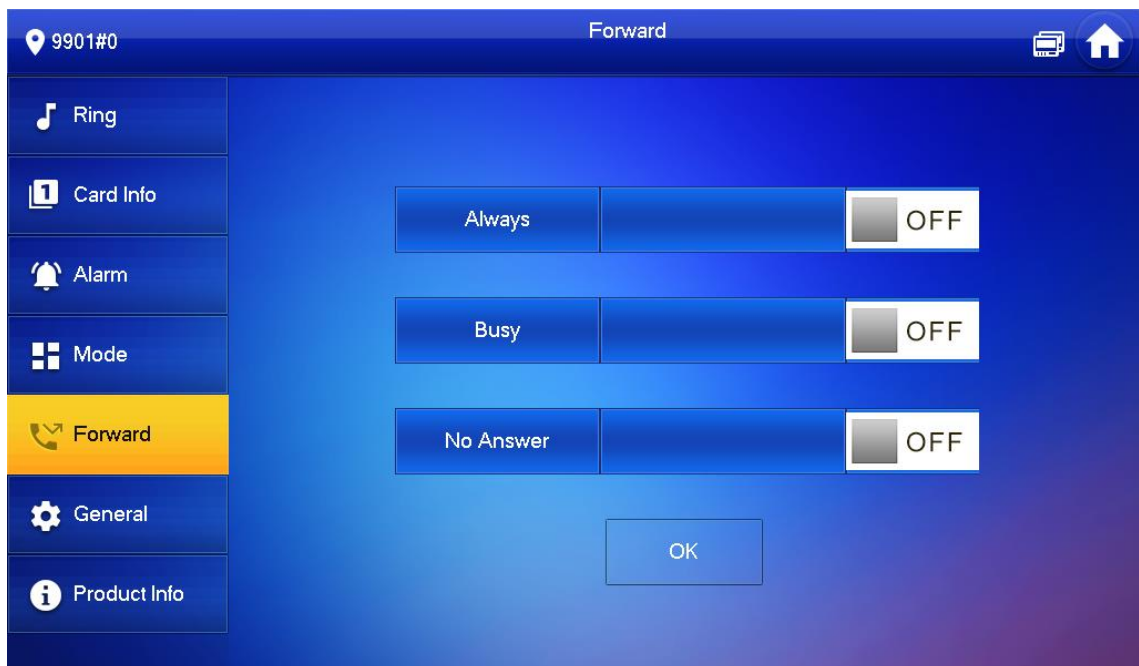 9901#0
Forward
Ring
Card Info
Alarm
Mode
Forward
General
Product Info
Always
OFF
Busy
OFF
No Answer
OFF
OK